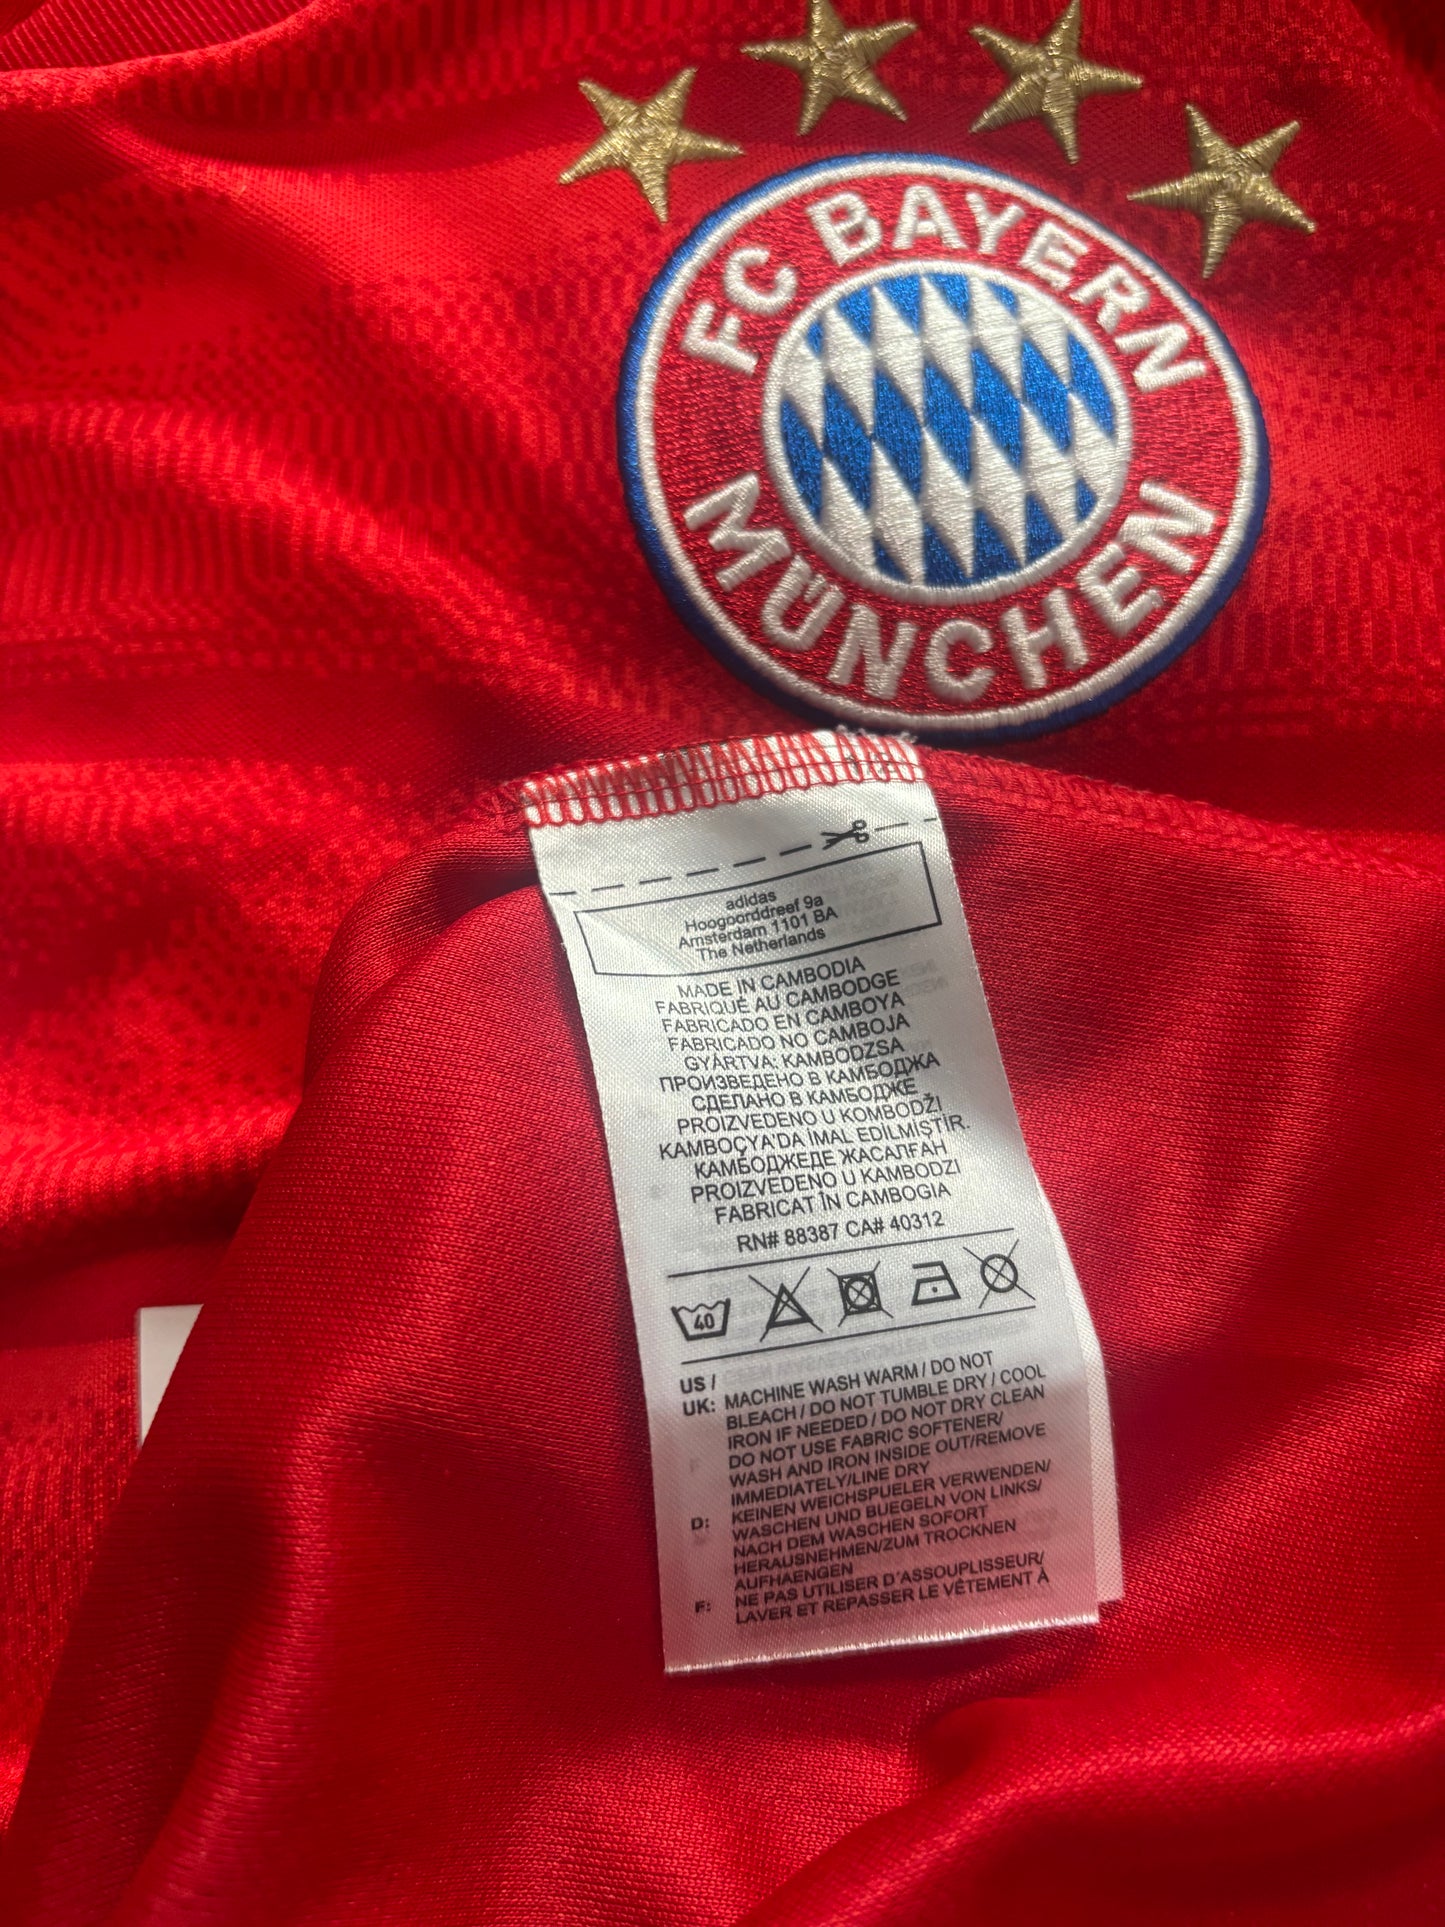 FC BAYERN
MÜNCHEN
adidas
Hoogoorddreef 9a
Amsterdam 1101 BA
The Netherlands
MADE IN CAMBODIA
FABRIQUÉ AU CAMBODGE
FABRICADO EN CAMBOYA
FABRICADO NO CAMBOJA
GYÁRTVA: KAMBODZSA
ПРОИЗВЕДЕНО В КАМБОДЖА
СДЕЛАНО В КАМБОДЖЕ
PROIZVEDENO U KOMBODŽI
KAMBOÇYA'DA İMAL EDİLMİŞTİR.
КАМБОДЖЕДЕ ЖАСАЛҒАН
PROIZVEDENO U KAMBODZI
FABRICAT ÎN CAMBOGIA
RN# 88387 CA# 40312
40
US /
UK: MACHINE WASH WARM / DO NOT
BLEACH / DO NOT TUMBLE DRY / COOL
IRON IF NEEDED / DO NOT DRY CLEAN
DO NOT USE FABRIC SOFTENER/
WASH AND IRON INSIDE OUT/REMOVE
IMMEDIATELY/LINE DRY
D: KEINEN WEICHSPUELER VERWENDEN/
WASCHEN UND BUEGELN VON LINKS/
NACH DEM WASCHEN SOFORT
HERAUSNEHMEN/ZUM TROCKNEN
AUFHAENGEN
F: NE PAS UTILISER D´ASSOUPLISSEUR/
LAVER ET REPASSER LE VÊTEMENT À